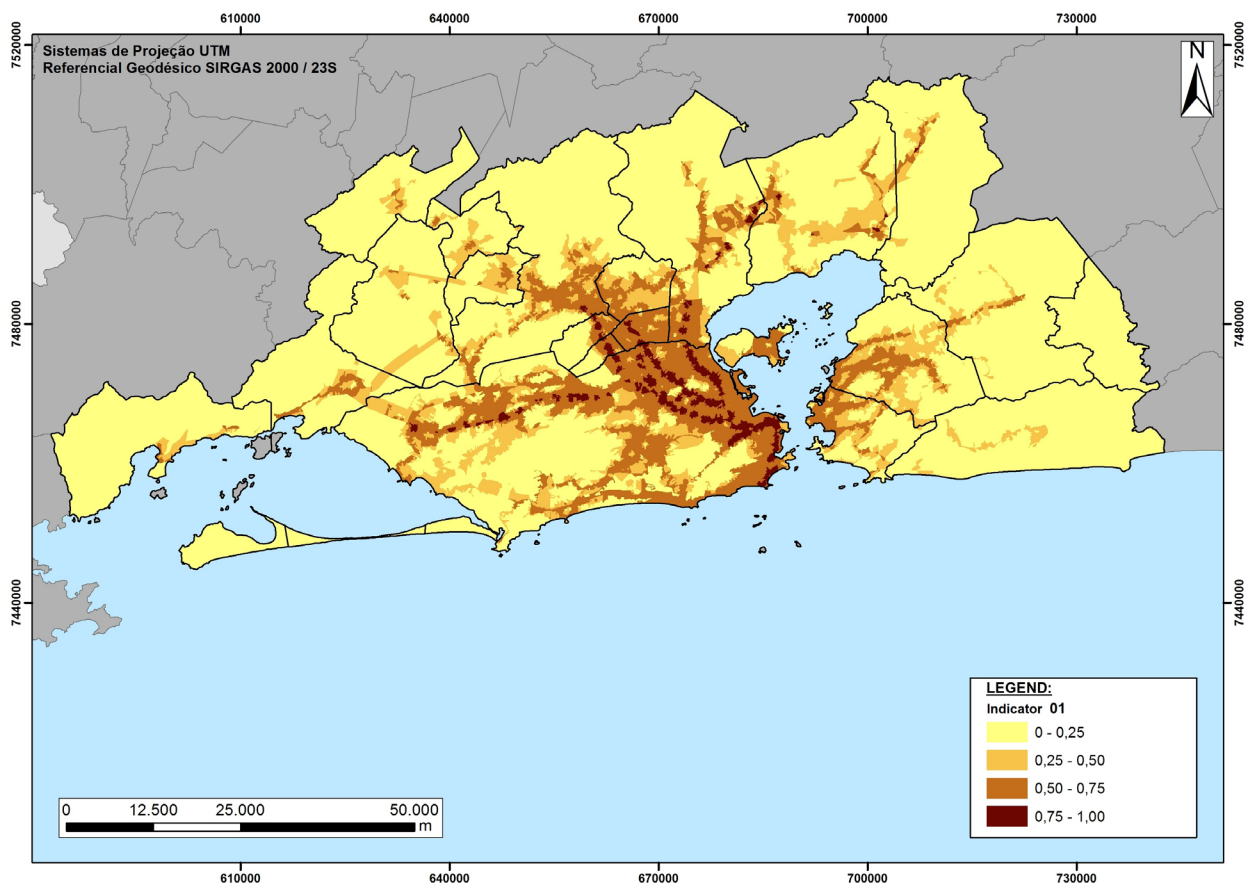 610000 640000 670000 700000 730000
Sistemas de Projeção UTM
Referencial Geodésico SIRGAS 2000 / 23S
N
7520000 7520000
7480000 7480000
7440000 7440000
LEGEND:
Indicator 01
0 - 0,25
0,25 - 0,50
0,50 - 0,75
0,75 - 1,00
0 12.500 25.000 50.000
m
610000 640000 670000 700000 730000